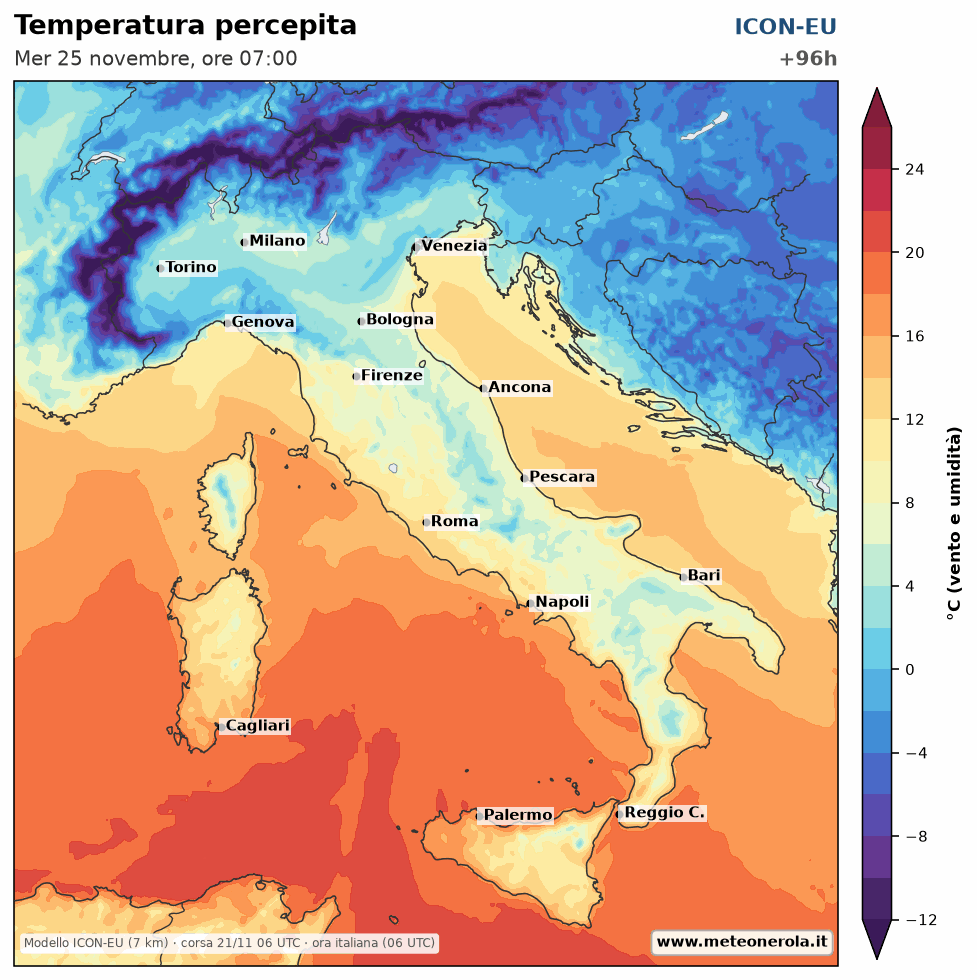 Temperatura percepita
ICON-EU
Mer 25 novembre, ore 07:00
+96h
Milano
Venezia
Torino
Genova
Bologna
Firenze
Ancona
Pescara
Roma
Bari
Napoli
Cagliari
Palermo
Reggio C.
24
20
16
12
8
4
0
−4
−8
−12
°C (vento e umidità)
Modello ICON-EU (7 km) · corsa 21/11 06 UTC · ora italiana (06 UTC)
www.meteonerola.it